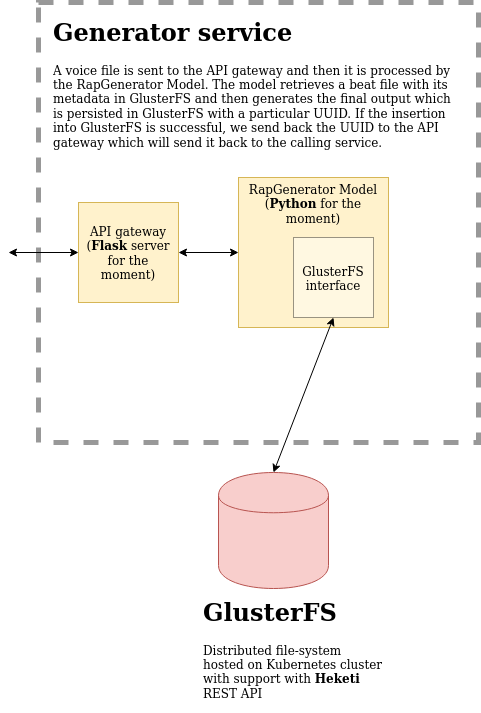 Generator service
A voice file is sent to the API gateway and then it is processed by
the RapGenerator Model. The model retrieves a beat file with its
metadata in GlusterFS and then generates the final output which
is persisted in GlusterFS with a particular UUID. If the insertion
into GlusterFS is successful, we send back the UUID to the API
gateway which will send it back to the calling service.
RapGenerator Model
(Python for the
moment)
API gateway
(Flask server
for the
moment)
GlusterFS
interface
GlusterFS
Distributed file-system
hosted on Kubernetes cluster
with support with Heketi
REST API